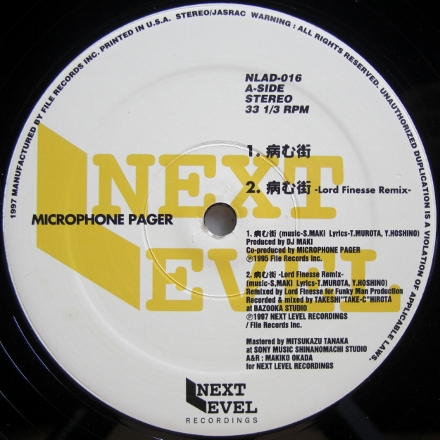 1997 MANUFACTURED BY FILE RECORDS INC. PRINTED IN U.S.A. STEREO/JASRAC WARNING : ALL RIGHTS RESERVED. UNAUTHORIZED DUPLICATION IS A VIOLATION OF APPLICABLE LAWS.
NLAD-016
A-SIDE
STEREO
33 1/3 RPM
1. 病む街
2. 病む街 -Lord Finesse Remix-
NEXT
LEVEL
MICROPHONE PAGER
1. 病む街 (music-S.MAKI Lyrics-T.MUROTA, Y.HOSHINO)
Produced by DJ MAKI
Co-produced by MICROPHONE PAGER
Ⓟ1995 File Records Inc.
2. 病む街 -Lord Finesse Remix-
(music-S,MAKI Lyrics-T.MUROTA, Y.HOSHINO)
Remixed by Lord Finesse for Funky Man Production
Recorded & mixed by TAKESHI"TAKE-C"HIROTA
at BAZOOKA STUDIO
Ⓟ1997 NEXT LEVEL RECORDINGS
/ File Records Inc.
Mastered by MITSUKAZU TANAKA
at SONY MUSIC SHINANOMACHI STUDIO
A&R : MAKIKO OKADA
for NEXT LEVEL RECORDINGS
NEXT
LEVEL
RECORDINGS